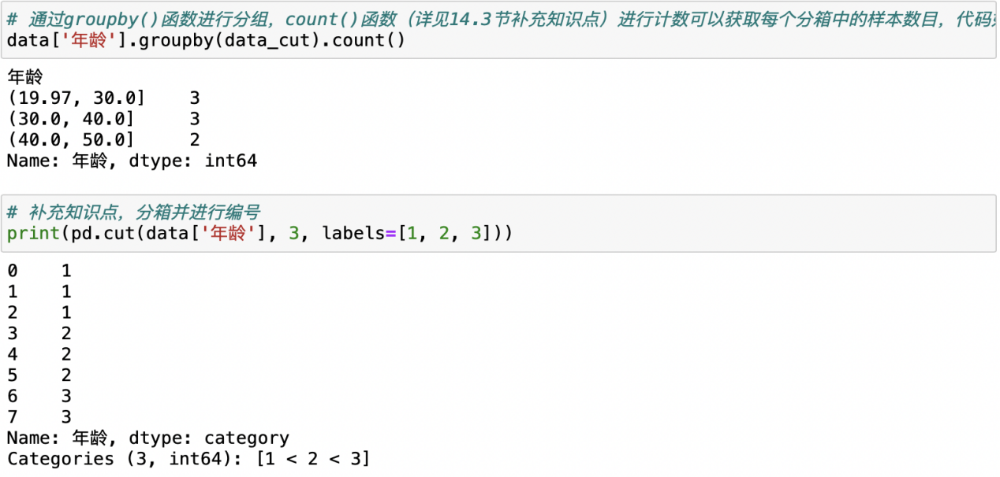 # 通过groupby()函数进行分组，count()函数（详见14.3节补充知识点）进行计数可以获取每个分箱中的样本数目，代码
data['年龄'].groupby(data_cut).count()
年龄
(19.97, 30.0]    3
(30.0, 40.0]     3
(40.0, 50.0]     2
Name: 年龄, dtype: int64
# 补充知识点，分箱并进行编号
print(pd.cut(data['年龄'], 3, labels=[1, 2, 3]))
0    1
1    1
2    1
3    2
4    2
5    2
6    3
7    3
Name: 年龄, dtype: category
Categories (3, int64): [1 < 2 < 3]